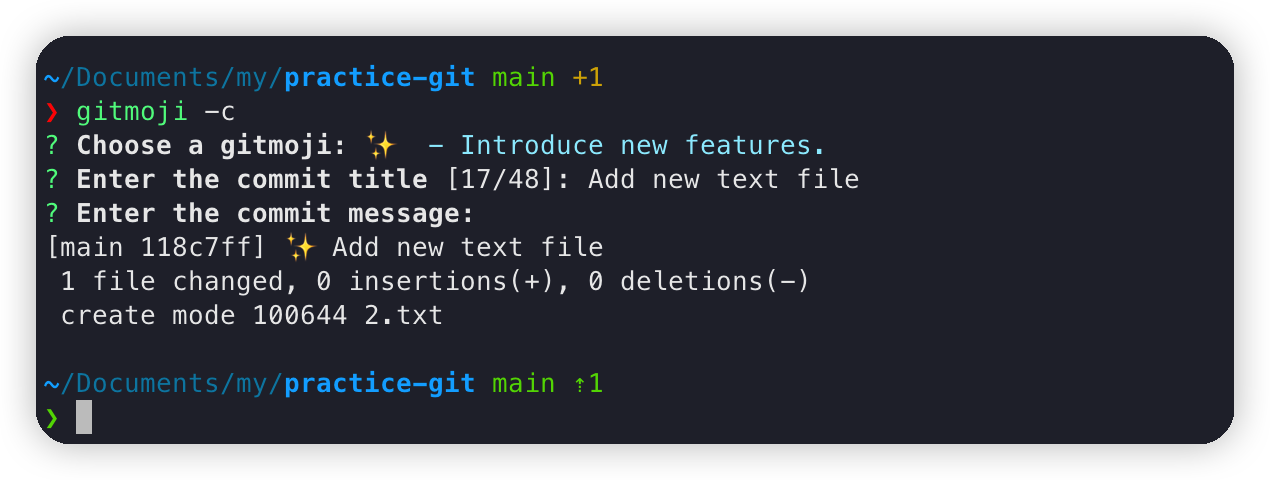 ~/Documents/my/practice-git main +1
❯ gitmoji -c
? Choose a gitmoji: ✨  - Introduce new features.
? Enter the commit title [17/48]: Add new text file
? Enter the commit message:
[main 118c7ff] ✨ Add new text file
 1 file changed, 0 insertions(+), 0 deletions(-)
 create mode 100644 2.txt
~/Documents/my/practice-git main ⇡1
❯